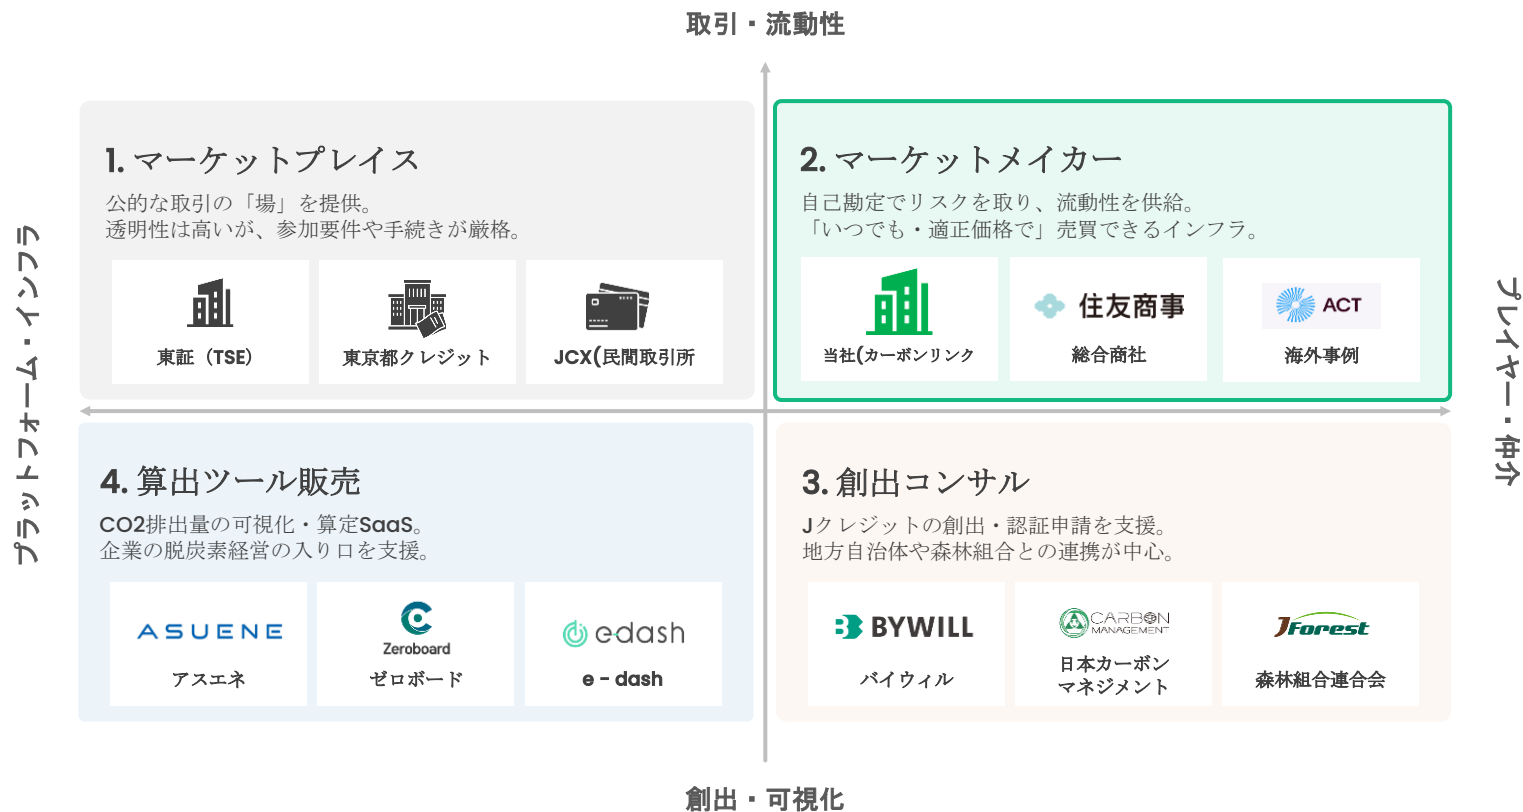 取引・流動性
プラットフォーム・インフラ
プレイヤー・仲介
1. マーケットプレイス
公的な取引の「場」を提供。
透明性は高いが、参加要件や手続きが厳格。
東証（TSE）
東京都クレジット
JCX(民間取引所
2. マーケットメイカー
自己勘定でリスクを取り、流動性を供給。
「いつでも・適正価格で」売買できるインフラ。
当社(カーボンリンク
住友商事
総合商社
ACT
海外事例
4. 算出ツール販売
CO2排出量の可視化・算定SaaS。
企業の脱炭素経営の入り口を支援。
ASUENE
アスエネ
Zeroboard
ゼロボード
e-dash
e - dash
3. 創出コンサル
Jクレジットの創出・認証申請を支援。
地方自治体や森林組合との連携が中心。
BYWILL
バイウィル
CARBON
MANAGEMENT
日本カーボン
マネジメント
JForest
森林組合連合会
創出・可視化